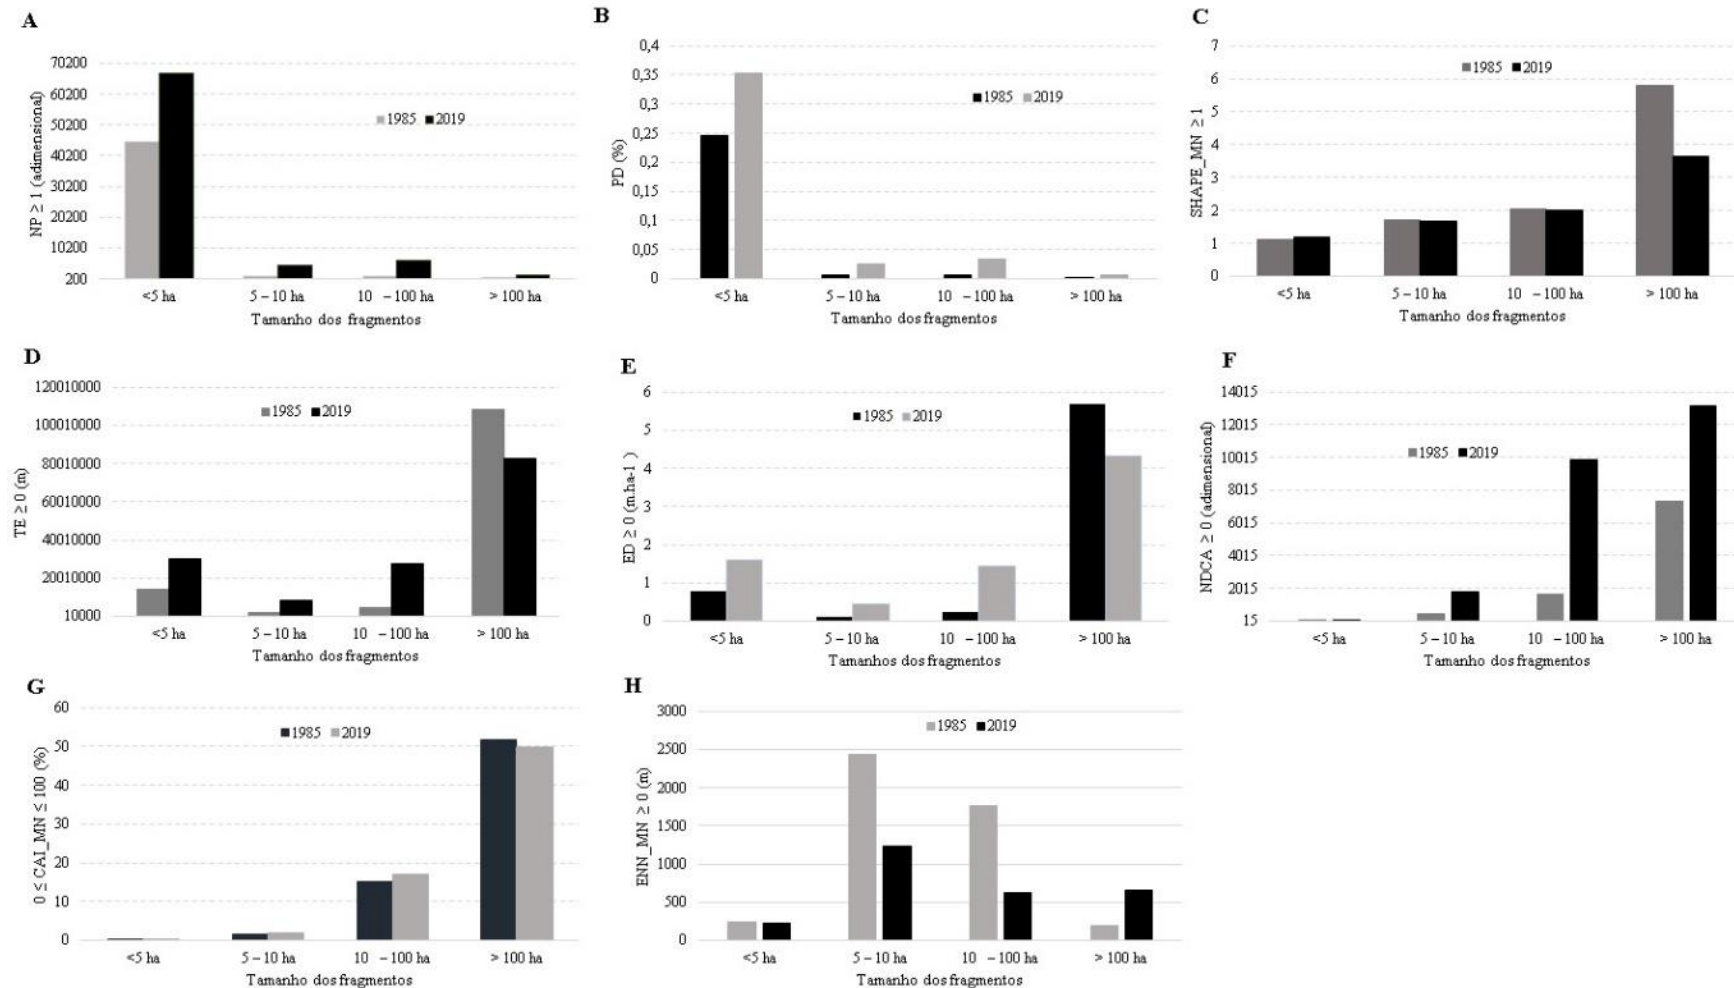 A
NP ≥ 1 (adimensional)
70200
60200
50200
40200
30200
20200
10200
200
1985 2019
<5 ha 5 – 10 ha 10 – 100 ha > 100 ha
Tamanho dos fragmentos
B
PD (%)
0,4
0,35
0,3
0,25
0,2
0,15
0,1
0,05
0
1985 2019
<5 ha 5 – 10 ha 10 – 100 ha > 100 ha
Tamanho dos fragmentos
C
SHAPE_MN ≥ 1
7
6
5
4
3
2
1
0
1985 2019
<5 ha 5 – 10 ha 10 – 100 ha > 100 ha
Tamanho dos fragmentos
D
TE ≥ 0 (m)
120010000
100010000
80010000
60010000
40010000
20010000
10000
1985 2019
<5 ha 5 – 10 ha 10 – 100 ha > 100 ha
Tamanho dos fragmentos
E
ED ≥ 0 (m.ha-1 )
6
5
4
3
2
1
0
1985 2019
<5 ha 5 – 10 ha 10 – 100 ha > 100 ha
Tamanhos dos fragmentos
F
NDCA ≥ 0 (adimensional)
14015
12015
10015
8015
6015
4015
2015
15
1985 2019
<5 ha 5 – 10 ha 10 – 100 ha > 100 ha
Tamanho dos fragmentos
G
0 ≤ CAI_MN ≤ 100 (%)
60
50
40
30
20
10
0
1985 2019
<5 ha 5 – 10 ha 10 – 100 ha > 100 ha
Tamanho dos fragmentos
H
ENN_MN ≥ 0 (m)
3000
2500
2000
1500
1000
500
0
1985 2019
<5 ha 5 – 10 ha 10 – 100 ha > 100 ha
Tamanho dos fragmentos